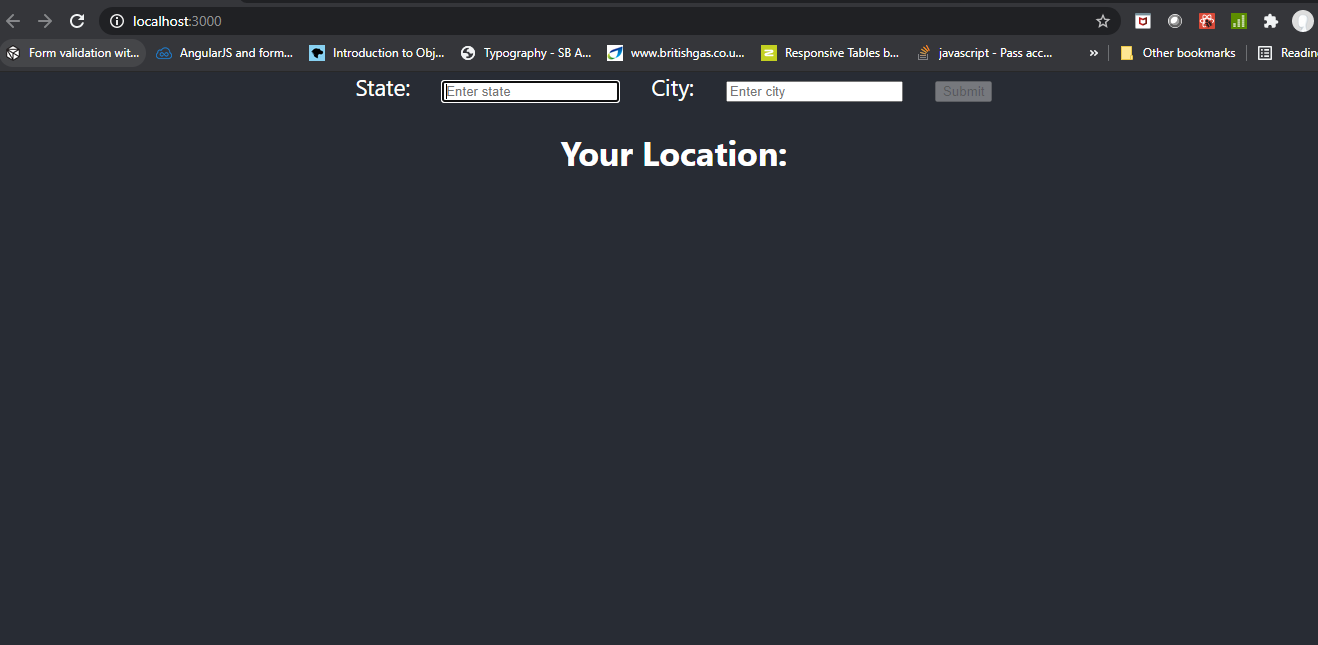 localhost:3000
Form validation wit... AngularJS and form... Introduction to Obj... Typography - SB A... www.britishgas.co.u... Responsive Tables b... javascript - Pass acc... » Other bookmarks Readin
State: Enter state City: Enter city Submit
Your Location: